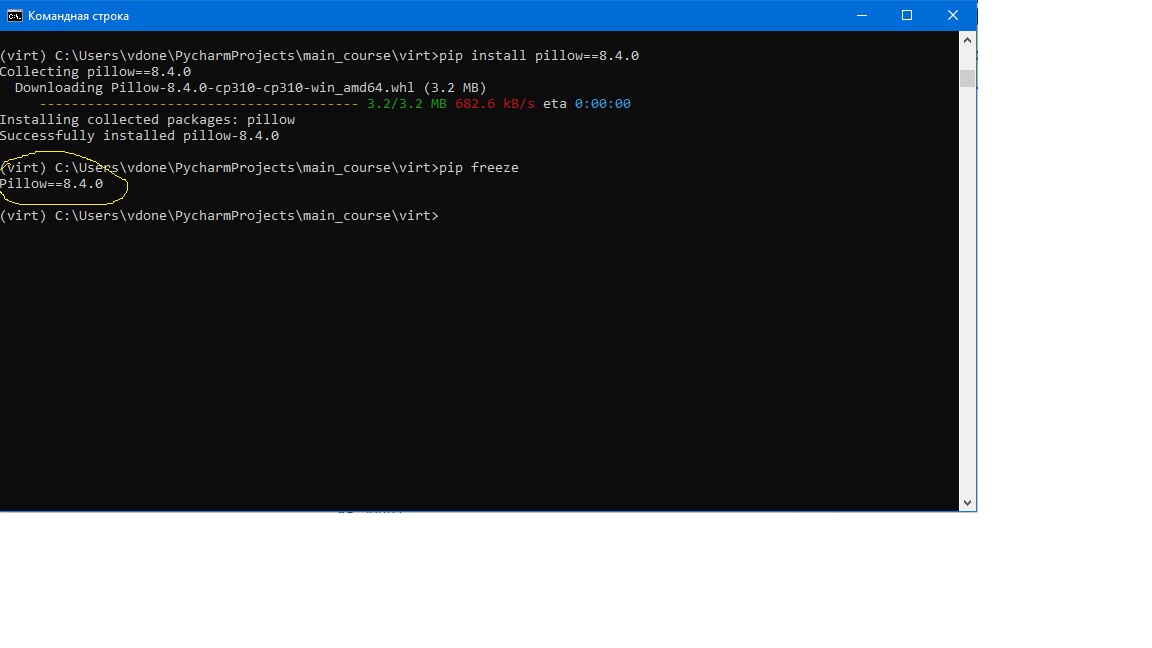 Командная строка
(virt) C:\Users\vdone\PycharmProjects\main_course\virt>pip install pillow==8.4.0
Collecting pillow==8.4.0
Downloading Pillow-8.4.0-cp310-cp310-win_amd64.whl (3.2 MB)
---------------------------------------- 3.2/3.2 MB 682.6 kB/s eta 0:00:00
Installing collected packages: pillow
Successfully installed pillow-8.4.0
(virt) C:\Users\vdone\PycharmProjects\main_course\virt>pip freeze
Pillow==8.4.0
(virt) C:\Users\vdone\PycharmProjects\main_course\virt>